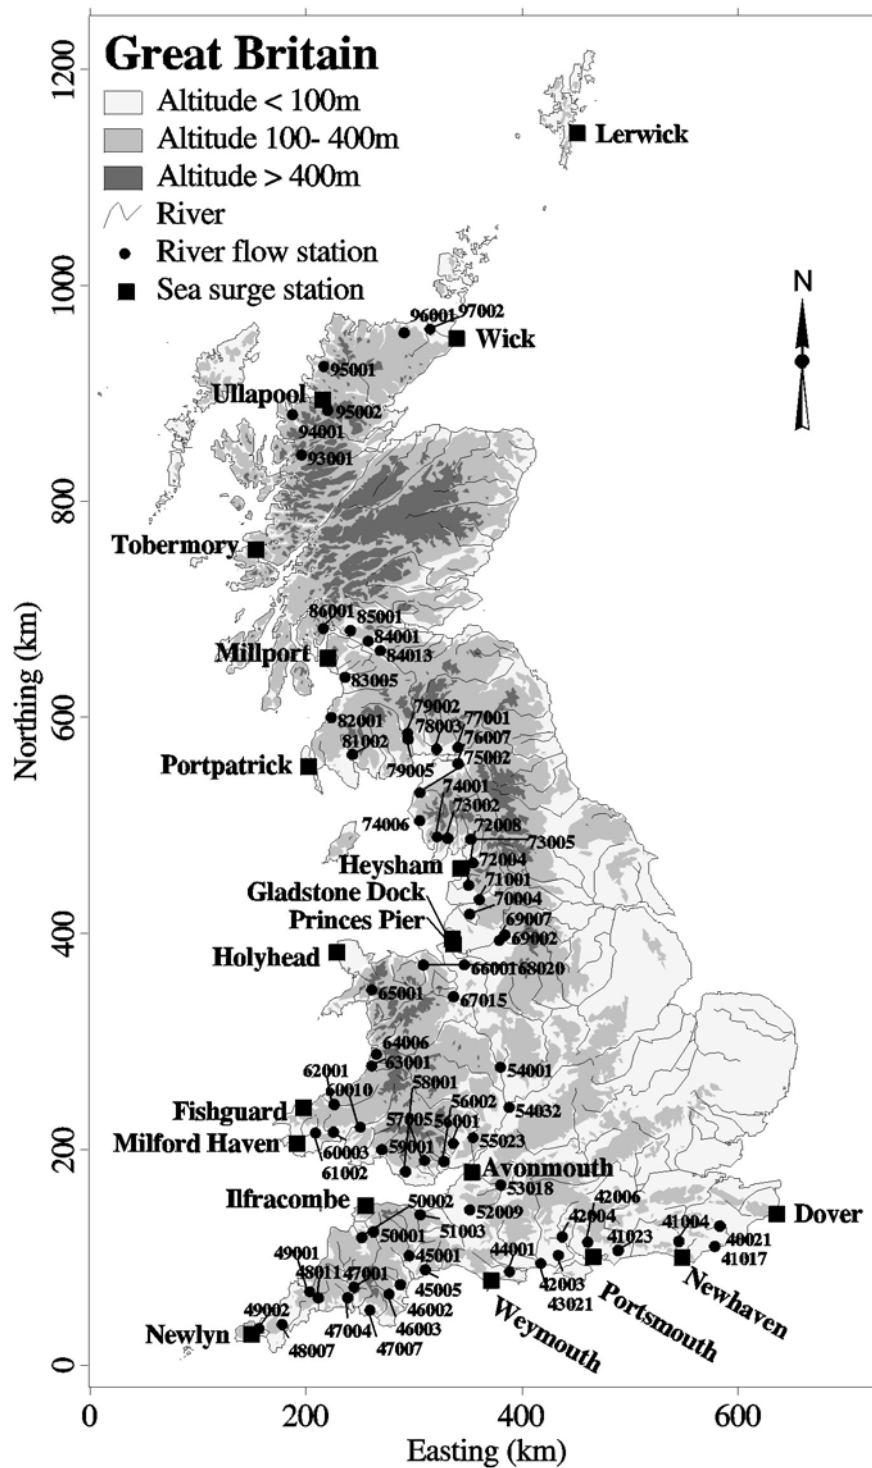 Great Britain
Altitude < 100m
Altitude 100- 400m
Altitude > 400m
River
River flow station
Sea surge station
N
Lerwick
96001
97002
Wick
95001
Ullapool
95002
94001
93001
Tobermory
86001
85001
84001
84013
Millport
83005
79002
77001
82001
78003
76007
81002
75002
Portpatrick
79005
74001
73002
74006
72008
73005
Heysham
72004
71001
Gladstone Dock
70004
Princes Pier
69007
69002
Holyhead
66001
68020
65001
67015
64006
63001
62001
58001
54001
60010
56002
Fishguard
57005
56001
54032
Milford Haven
60003
59001
55023
61002
Avonmouth
53018
Ilfracombe
50002
42006
52009
42004
Dover
50001
51003
41023
41004
40021
49001
45001
44001
41017
48011
47001
45005
42003
49002
46002
43021
Newlyn
47004
46003
48007
47007
Weymouth
Portsmouth
Newhaven
0
200
400
600
800
1000
1200
Northing (km)
0
200
400
600
Easting (km)